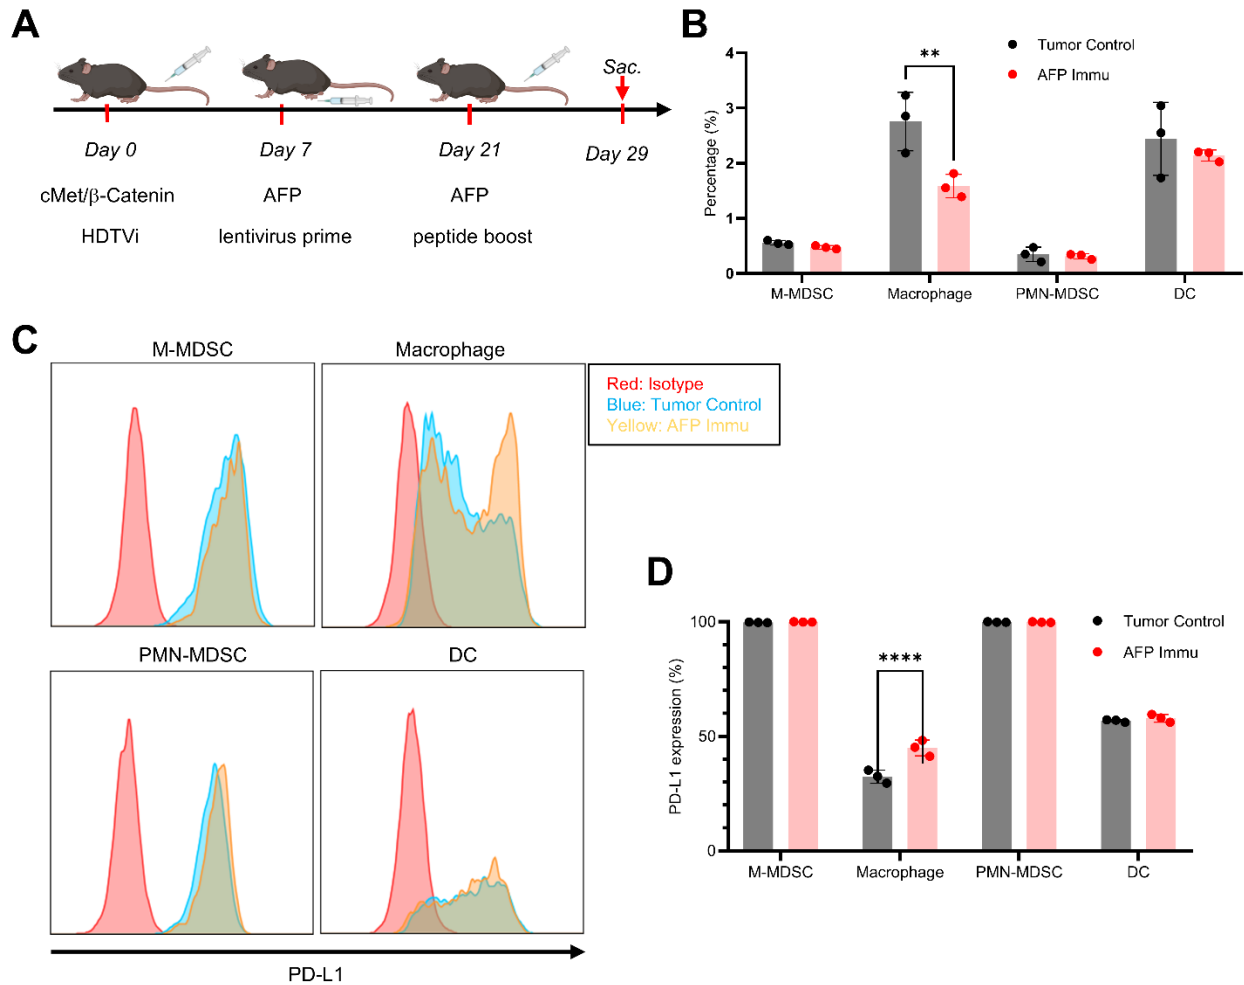 A
Sac.
Day 0
Day 7
Day 21
Day 29
cMet/β-Catenin
AFP
AFP
HDTVi
lentivirus prime
peptide boost
B
Tumor Control
AFP Immu
**
Percentage (%)
4
3
2
1
0
M-MDSC
Macrophage
PMN-MDSC
DC
C
M-MDSC
Macrophage
Red: Isotype
Blue: Tumor Control
Yellow: AFP Immu
PMN-MDSC
DC
PD-L1
D
Tumor Control
AFP Immu
****
PD-L1 expression (%)
100
50
0
M-MDSC
Macrophage
PMN-MDSC
DC